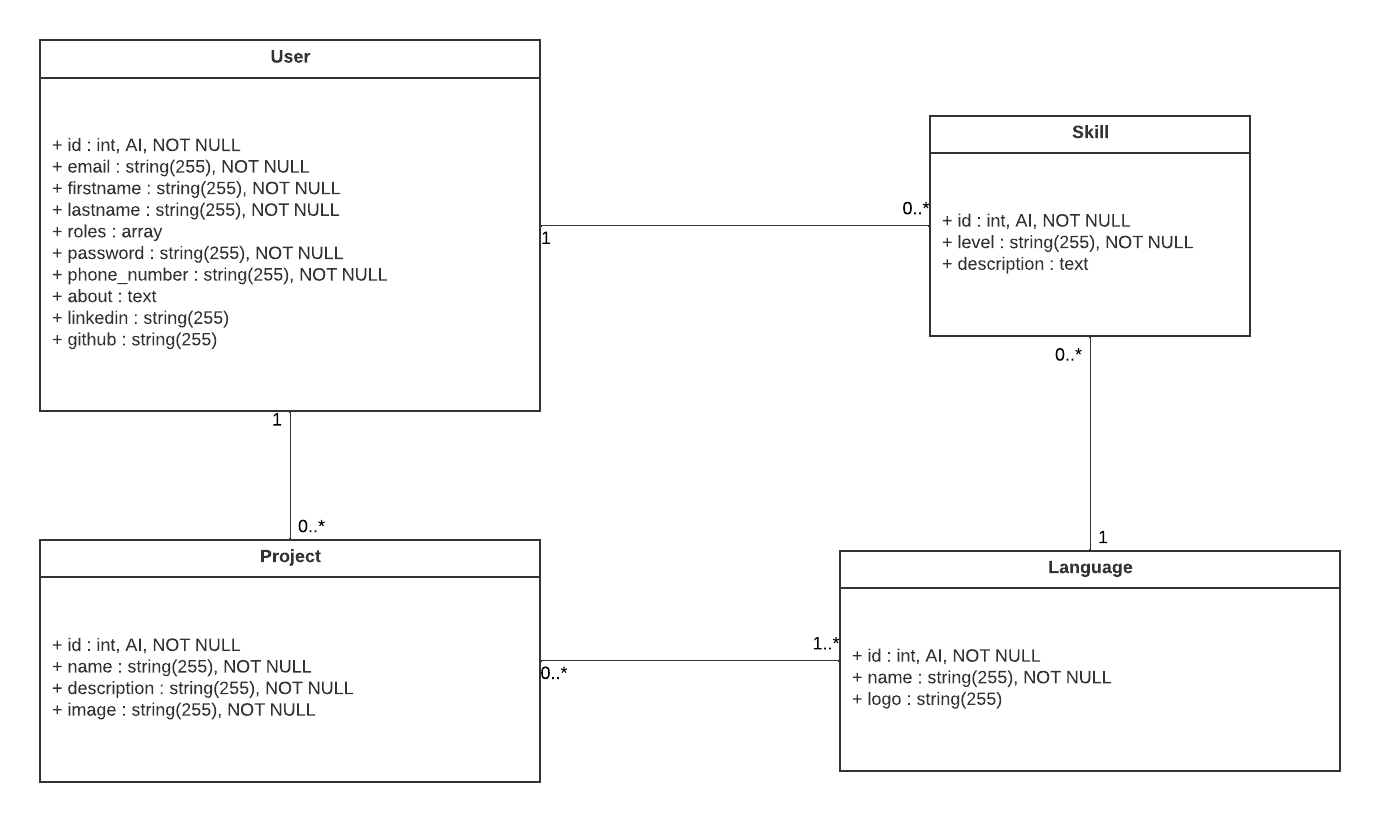 User
+ id : int, AI, NOT NULL
+ email : string(255), NOT NULL
+ firstname : string(255), NOT NULL
+ lastname : string(255), NOT NULL
+ roles : array
+ password : string(255), NOT NULL
+ phone_number : string(255), NOT NULL
+ about : text
+ linkedin : string(255)
+ github : string(255)
1
0..*
Skill
+ id : int, AI, NOT NULL
+ level : string(255), NOT NULL
+ description : text
1
0..*
0..*
1
Project
+ id : int, AI, NOT NULL
+ name : string(255), NOT NULL
+ description : string(255), NOT NULL
+ image : string(255), NOT NULL
0..*
1..*
Language
+ id : int, AI, NOT NULL
+ name : string(255), NOT NULL
+ logo : string(255)